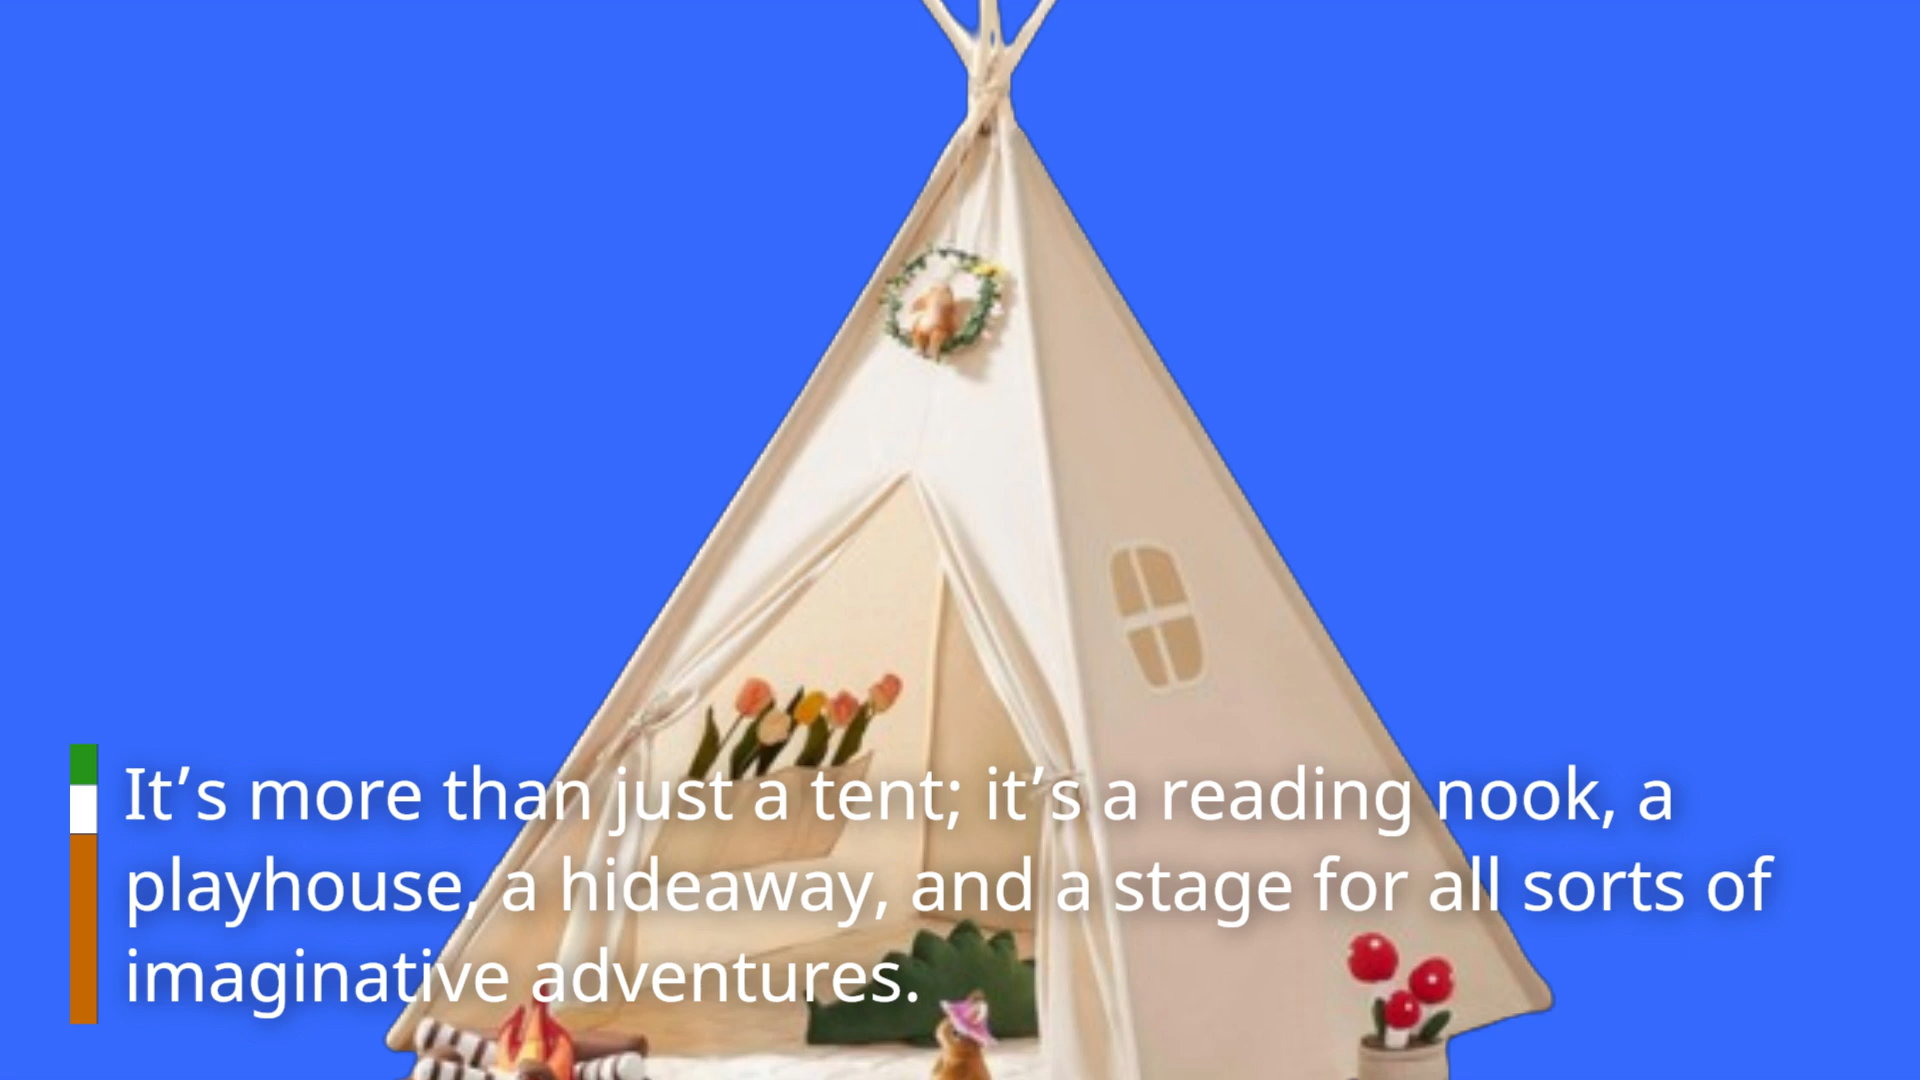 It’s more than just a tent; it’s a reading nook, a
playhouse, a hideaway, and a stage for all sorts of
imaginative adventures.